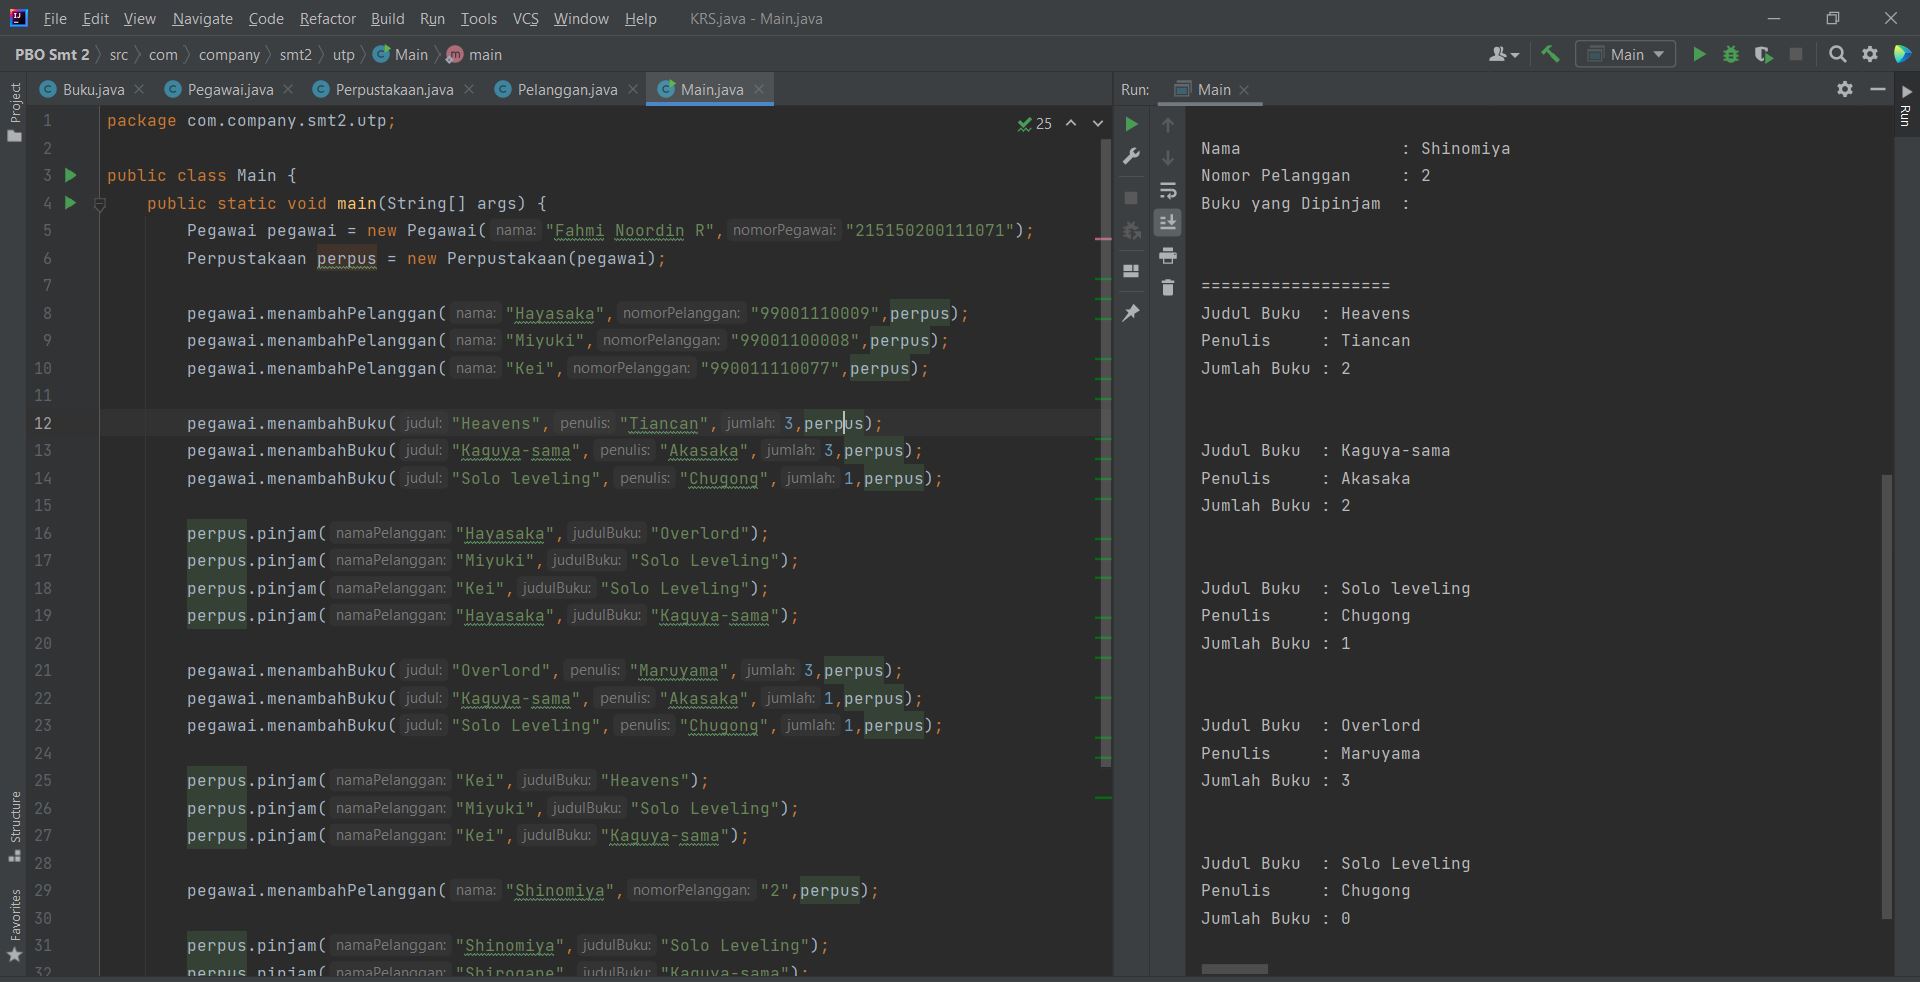 File Edit View Navigate Code Refactor Build Run Tools VCS Window Help KRS.java - Main.java
PBO Smt 2 src com company smt2 utp Main main
Main
Project
Buku.java Pegawai.java Perpustakaan.java Pelanggan.java Main.java
25
1 package com.company.smt2.utp;
2
3 public class Main {
4 public static void main(String[] args) {
5 Pegawai pegawai = new Pegawai( nama: "Fahmi Noordin R", nomorPegawai: "215150200111071");
6 Perpustakaan perpus = new Perpustakaan(pegawai);
7
8 pegawai.menambahPelanggan( nama: "Hayasaka", nomorPelanggan: "99001110009",perpus);
9 pegawai.menambahPelanggan( nama: "Miyuki", nomorPelanggan: "99001100008",perpus);
10 pegawai.menambahPelanggan( nama: "Kei", nomorPelanggan: "990011110077",perpus);
11
12 pegawai.menambahBuku( judul: "Heavens", penulis: "Tiancan", jumlah: 3,perpus);
13 pegawai.menambahBuku( judul: "Kaguya-sama", penulis: "Akasaka", jumlah: 3,perpus);
14 pegawai.menambahBuku( judul: "Solo leveling", penulis: "Chugong", jumlah: 1,perpus);
15
16 perpus.pinjam( namaPelanggan: "Hayasaka", judulBuku: "Overlord");
17 perpus.pinjam( namaPelanggan: "Miyuki", judulBuku: "Solo Leveling");
18 perpus.pinjam( namaPelanggan: "Kei", judulBuku: "Solo Leveling");
19 perpus.pinjam( namaPelanggan: "Hayasaka", judulBuku: "Kaguya-sama");
20
21 pegawai.menambahBuku( judul: "Overlord", penulis: "Maruyama", jumlah: 3,perpus);
22 pegawai.menambahBuku( judul: "Kaguya-sama", penulis: "Akasaka", jumlah: 1,perpus);
23 pegawai.menambahBuku( judul: "Solo Leveling", penulis: "Chugong", jumlah: 1,perpus);
24
25 perpus.pinjam( namaPelanggan: "Kei", judulBuku: "Heavens");
26 perpus.pinjam( namaPelanggan: "Miyuki", judulBuku: "Solo Leveling");
27 perpus.pinjam( namaPelanggan: "Kei", judulBuku: "Kaguya-sama");
28
29 pegawai.menambahPelanggan( nama: "Shinomiya", nomorPelanggan: "2",perpus);
30
31 perpus.pinjam( namaPelanggan: "Shinomiya", judulBuku: "Solo Leveling");
32 perpus.pinjam( namaPelanggan: "Shirogane", judulBuku: "Kaguya-sama");
Structure
Favorites
Run: Main
Run
Nama : Shinomiya
Nomor Pelanggan : 2
Buku yang Dipinjam :
===================
Judul Buku : Heavens
Penulis : Tiancan
Jumlah Buku : 2
Judul Buku : Kaguya-sama
Penulis : Akasaka
Jumlah Buku : 2
Judul Buku : Solo leveling
Penulis : Chugong
Jumlah Buku : 1
Judul Buku : Overlord
Penulis : Maruyama
Jumlah Buku : 3
Judul Buku : Solo Leveling
Penulis : Chugong
Jumlah Buku : 0